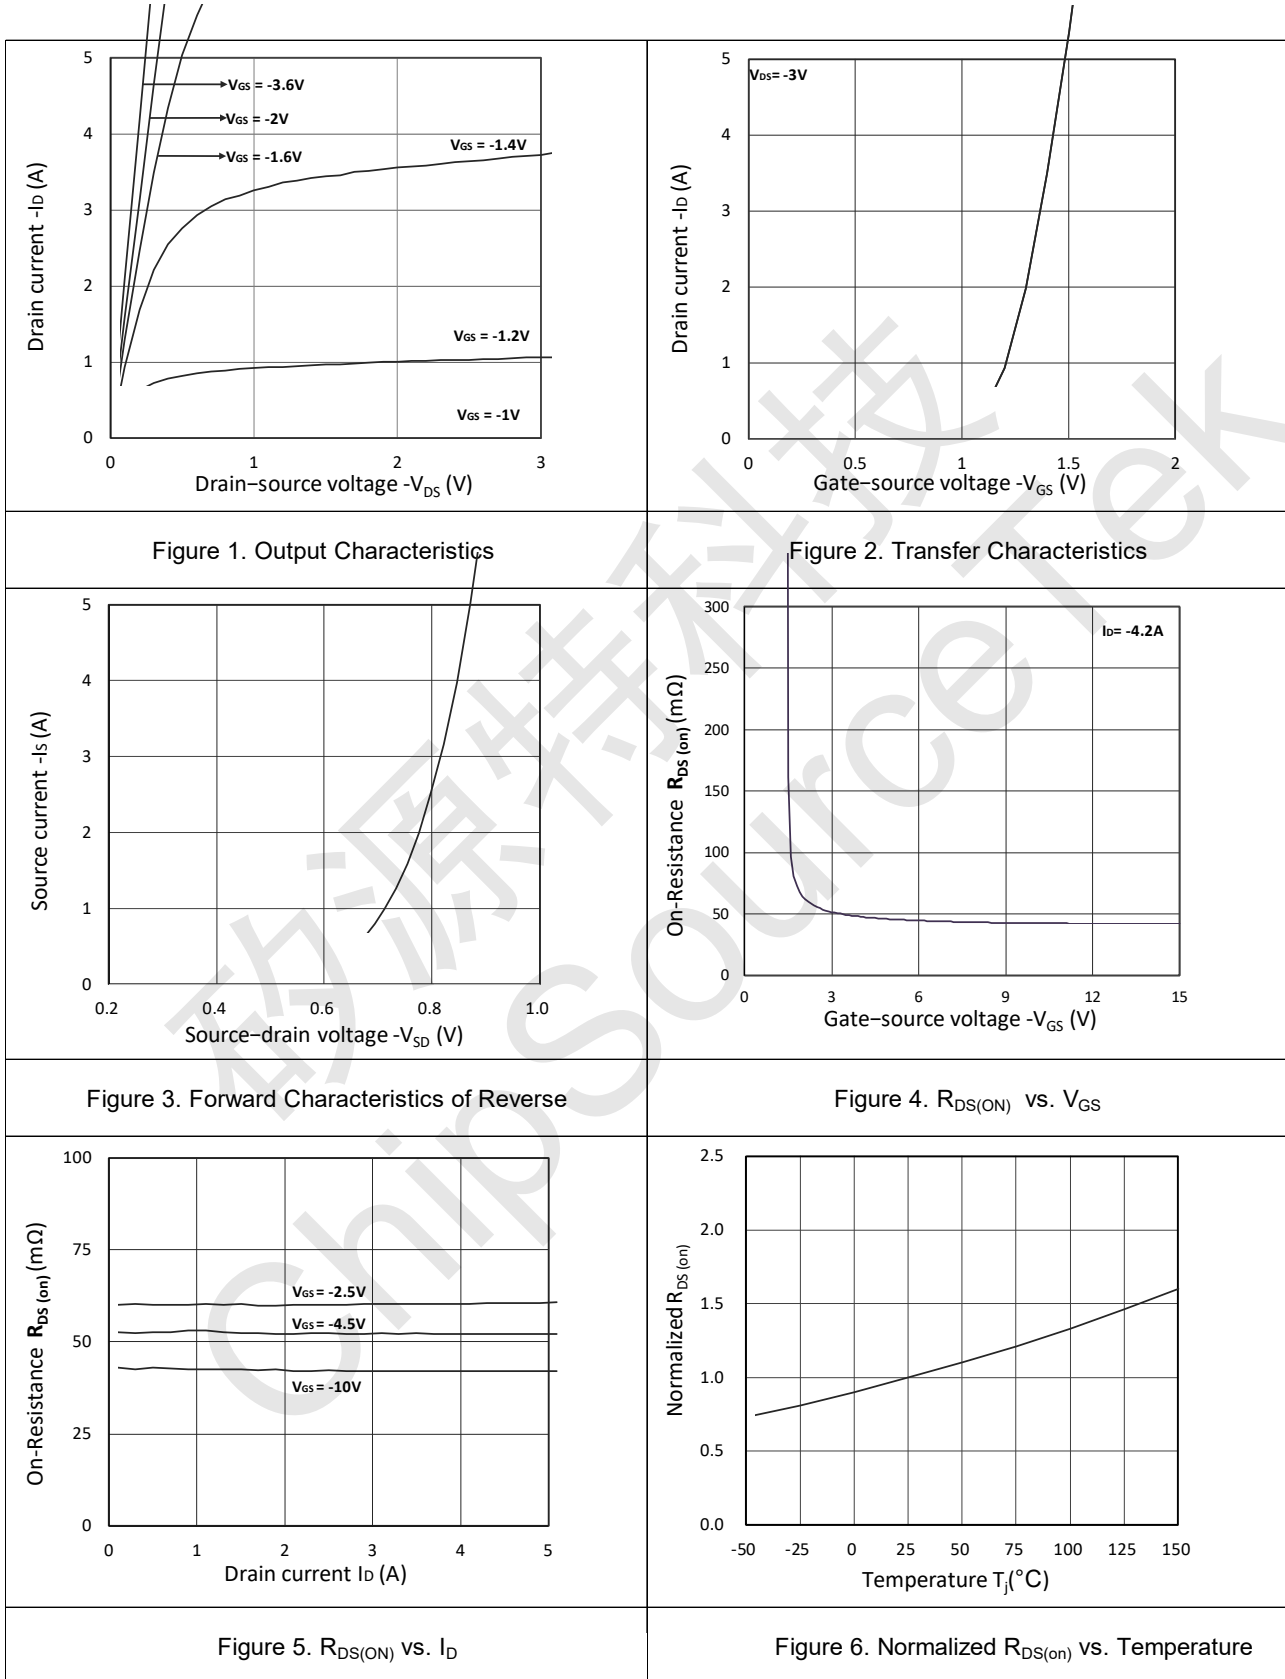 5
4
3
2
1
0
0 1 2 3
Drain current -ID (A)
Drain−source voltage -VDS (V)
VGS = -3.6V
VGS = -2V
VGS = -1.6V
VGS = -1.4V
VGS = -1.2V
VGS = -1V
5
4
3
2
1
0
0 0.5 1 1.5 2
Drain current -ID (A)
Gate−source voltage -VGS (V)
VDS= -3V
Figure 1. Output Characteristics
Figure 2. Transfer Characteristics
5
4
3
2
1
0
0.2 0.4 0.6 0.8 1.0
Source current -IS (A)
Source−drain voltage -VSD (V)
300
250
200
150
100
50
0
0 3 6 9 12 15
On-Resistance RDS (on) (mΩ)
Gate−source voltage -VGS (V)
ID= -4.2A
Figure 3. Forward Characteristics of Reverse
Figure 4. RDS(ON) vs. VGS
100
75
50
25
0
0 1 2 3 4 5
On-Resistance RDS (on) (mΩ)
Drain current ID (A)
VGS = -2.5V
VGS = -4.5V
VGS = -10V
2.5
2.0
1.5
1.0
0.5
0.0
-50 -25 0 25 50 75 100 125 150
Normalized RDS (on)
Temperature Tj(°C)
Figure 5. RDS(ON) vs. ID
Figure 6. Normalized RDS(on) vs. Temperature
矽源特科技
ChipSourceTek